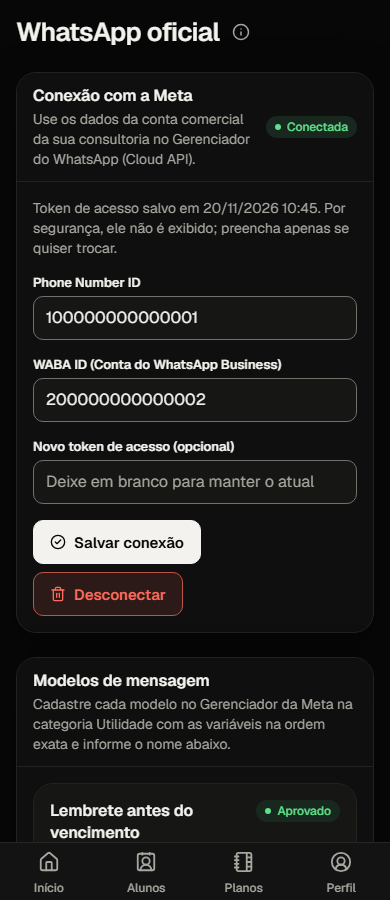 WhatsApp oficial
Conexão com a Meta
Use os dados da conta comercial
da sua consultoria no Gerenciador
do WhatsApp (Cloud API).
Conectada
Token de acesso salvo em 20/11/2026 10:45. Por
segurança, ele não é exibido; preencha apenas se
quiser trocar.
Phone Number ID
100000000000001
WABA ID (Conta do WhatsApp Business)
200000000000002
Novo token de acesso (opcional)
Deixe em branco para manter o atual
Salvar conexão
Desconectar
Modelos de mensagem
Cadastre cada modelo no Gerenciador da Meta na
categoria Utilidade com as variáveis na ordem
exata e informe o nome abaixo.
Lembrete antes do
vencimento
Aprovado
Início
Alunos
Planos
Perfil